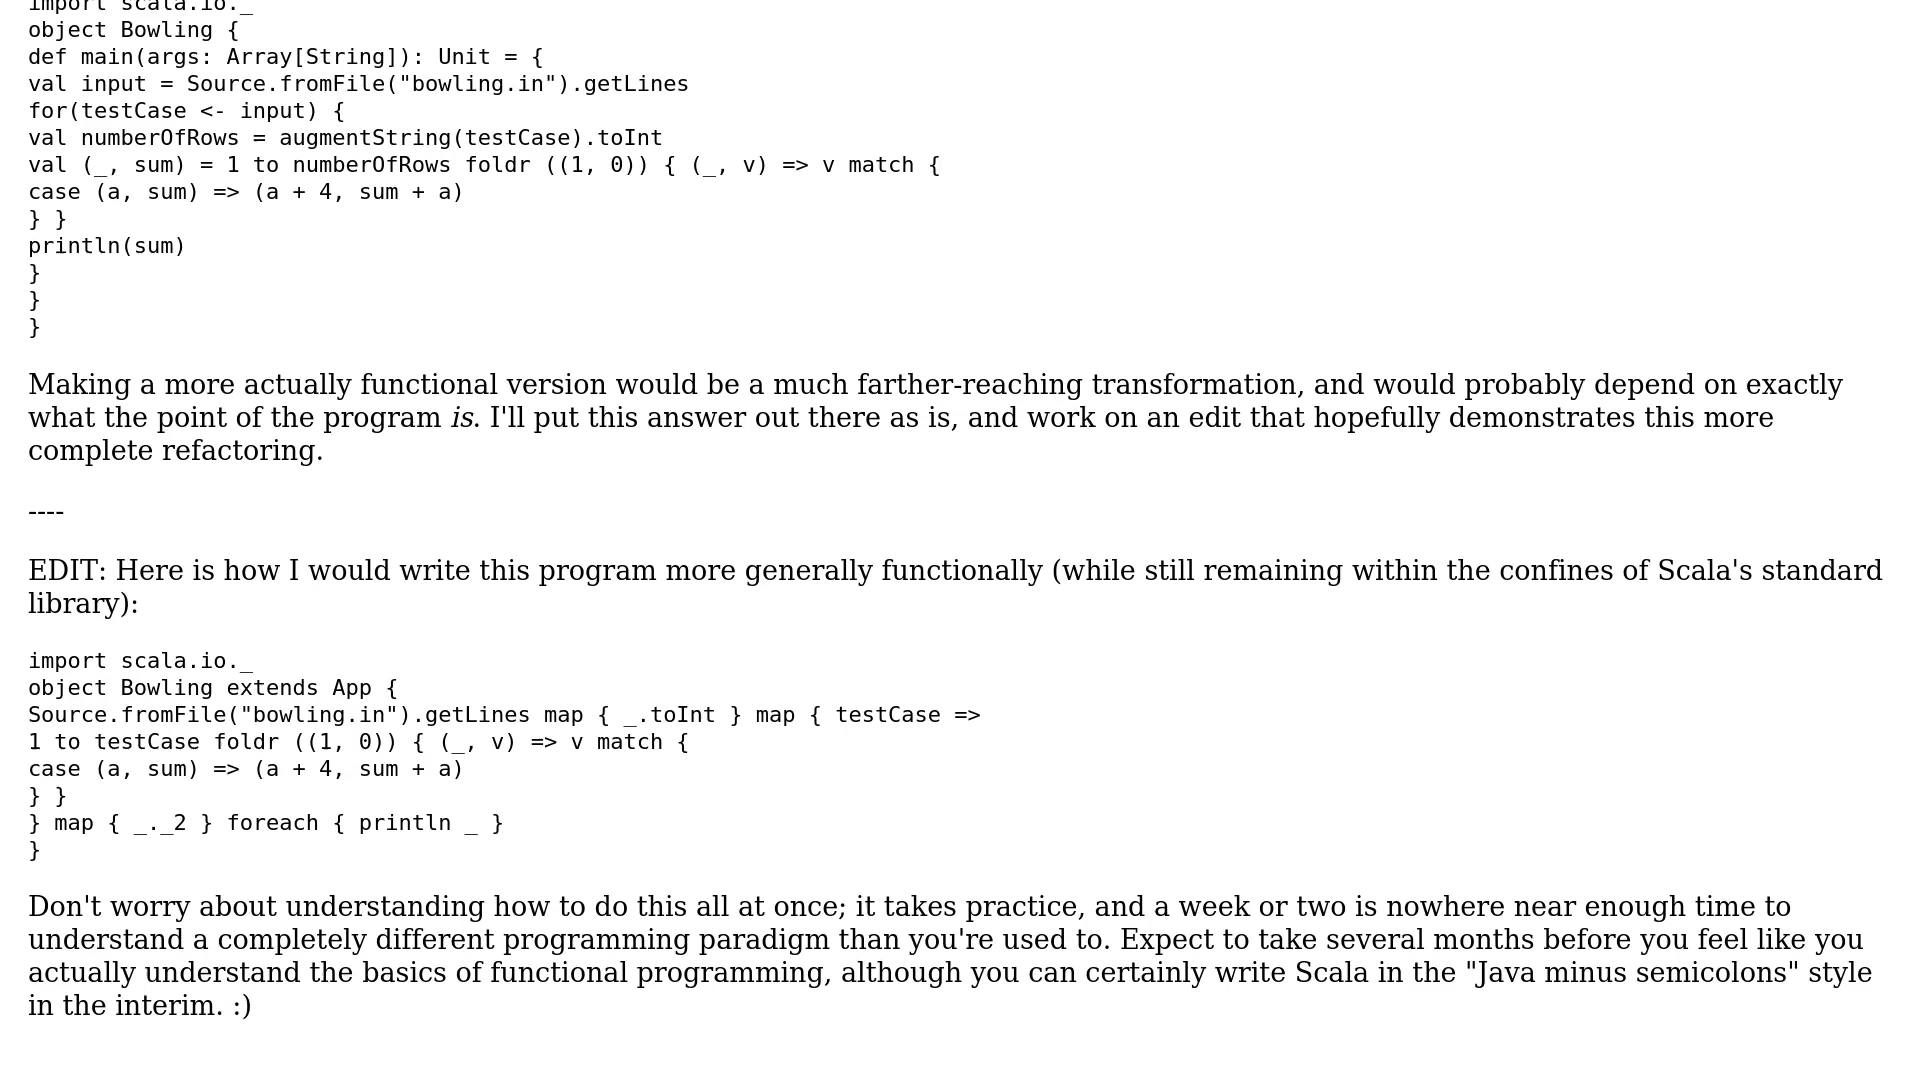 import scala.io._
object Bowling {
def main(args: Array[String]): Unit = {
val input = Source.fromFile("bowling.in").getLines
for(testCase <- input) {
val numberOfRows = augmentString(testCase).toInt
val (_, sum) = 1 to numberOfRows foldr ((1, 0)) { (_, v) => v match {
case (a, sum) => (a + 4, sum + a)
} }
println(sum)
}
}
}
Making a more actually functional version would be a much farther-reaching transformation, and would probably depend on exactly
what the point of the program is. I'll put this answer out there as is, and work on an edit that hopefully demonstrates this more
complete refactoring.
----
EDIT: Here is how I would write this program more generally functionally (while still remaining within the confines of Scala's standard
library):
import scala.io._
object Bowling extends App {
Source.fromFile("bowling.in").getLines map { _.toInt } map { testCase =>
1 to testCase foldr ((1, 0)) { (_, v) => v match {
case (a, sum) => (a + 4, sum + a)
} }
} map { _._2 } foreach { println _ }
}
Don't worry about understanding how to do this all at once; it takes practice, and a week or two is nowhere near enough time to
understand a completely different programming paradigm than you're used to. Expect to take several months before you feel like you
actually understand the basics of functional programming, although you can certainly write Scala in the "Java minus semicolons" style
in the interim. :)